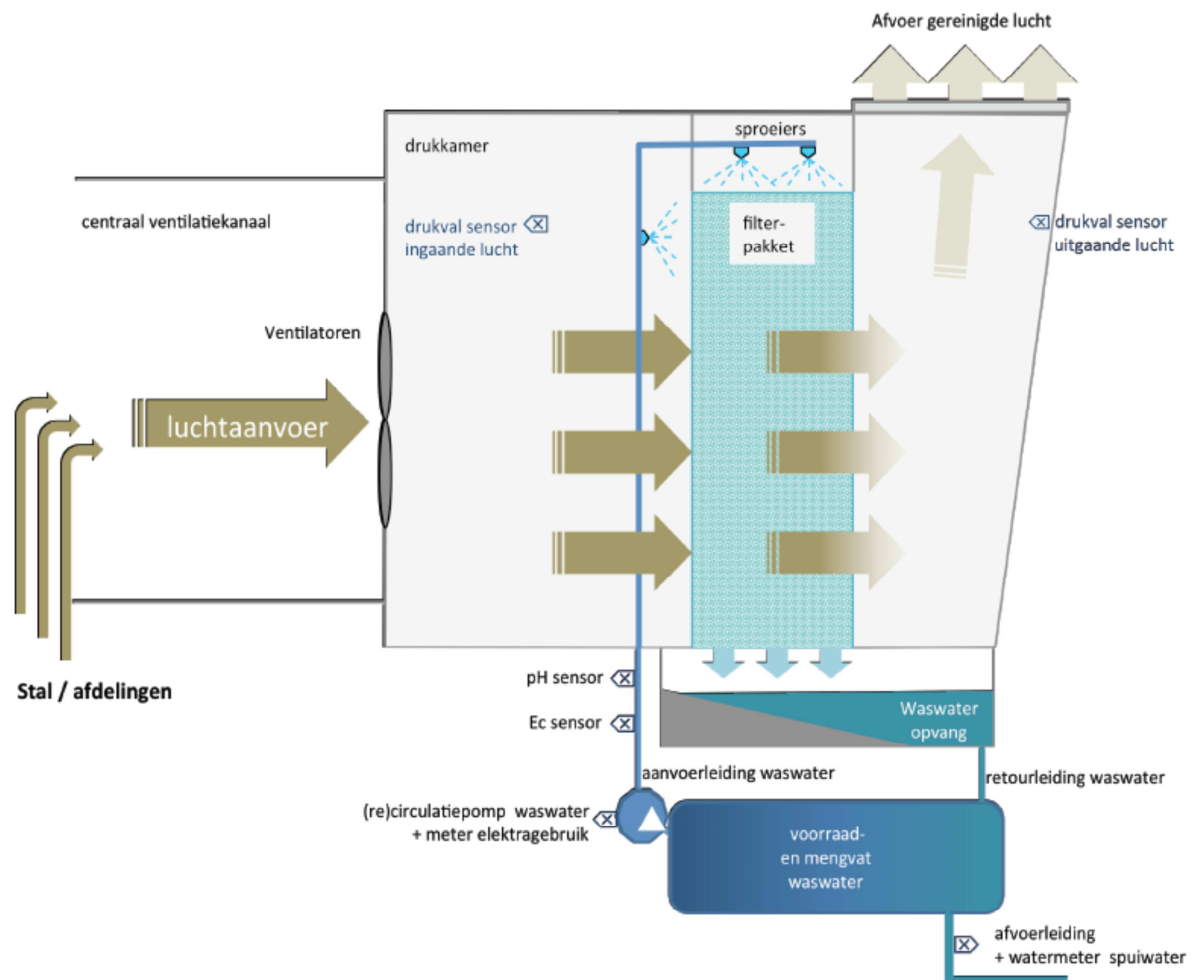 Afvoer gereinigde lucht
sproeiers
drukkamer
centraal ventilatiekanaal
drukval sensor
ingaande lucht
filter-
pakket
drukval sensor
uitgaande lucht
Ventilatoren
luchtaanvoer
Stal / afdelingen
pH sensor
Ec sensor
Waswater
opvang
aanvoerleiding waswater
retourleiding waswater
(re)circulatiepomp waswater
+ meter elektragebruik
voorraad-
en mengvat
waswater
afvoerleiding
+ watermeter spuiwater